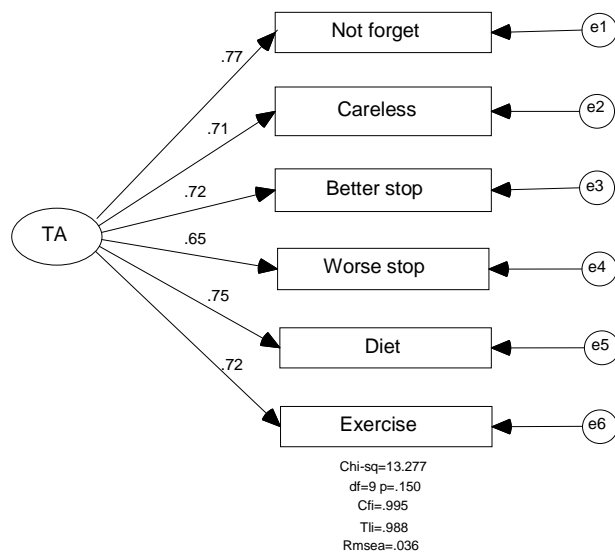 Not forget
e1
.77
Careless
e2
.71
Better stop
e3
.72
TA
.65
Worse stop
e4
.75
Diet
e5
.72
Exercise
e6
Chi-sq=13.277
df=9 p=.150
Cfi=.995
Tli=.988
Rmsea=.036